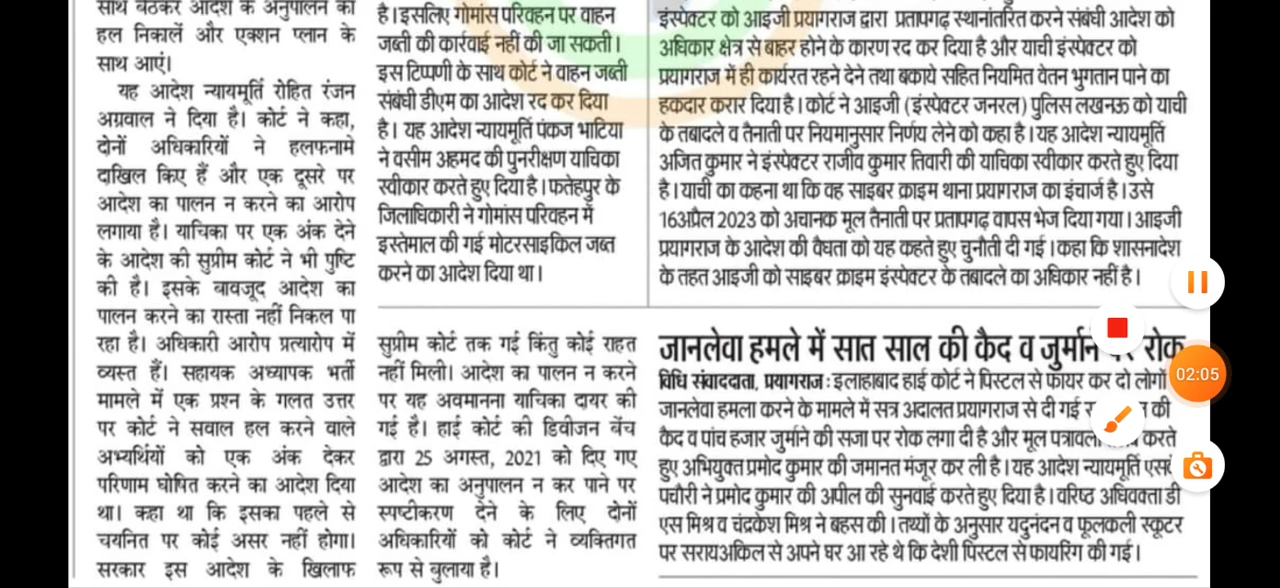 साथ बैठकर आदेश के अनुपालन का
हल निकालें और एक्शन प्लान के
साथ आएं।
यह आदेश न्यायमूर्ति रोहित रंजन
अग्रवाल ने दिया है। कोर्ट ने कहा,
दोनों अधिकारियों ने हलफनामे
दाखिल किए हैं और एक दूसरे पर
आदेश का पालन न करने का आरोप
लगाया है। याचिका पर एक अंक देने
के आदेश की सुप्रीम कोर्ट ने भी पुष्टि
की है। इसके बावजूद आदेश का
पालन करने का रास्ता नहीं निकल पा
रहा है। अधिकारी आरोप प्रत्यारोप में
व्यस्त हैं। सहायक अध्यापक भर्ती
मामले में एक प्रश्न के गलत उत्तर
पर कोर्ट ने सवाल हल करने वाले
अभ्यर्थियों को एक अंक देकर
परिणाम घोषित करने का आदेश दिया
था। कहा था कि इसका पहले से
चयनित पर कोई असर नहीं होगा।
सरकार इस आदेश के खिलाफ
सुप्रीम कोर्ट तक गई किंतु कोई राहत
नहीं मिली। आदेश का पालन न करने
पर यह अवमानना याचिका दायर की
गई है। हाई कोर्ट की डिवीजन बेंच
द्वारा 25 अगस्त, 2021 को दिए गए
आदेश का अनुपालन न कर पाने पर
स्पष्टीकरण देने के लिए दोनों
अधिकारियों को कोर्ट ने व्यक्तिगत
रूप से बुलाया है।
है। इसलिए गोमांस परिवहन पर वाहन
जब्ती की कार्रवाई नहीं की जा सकती।
इस टिप्पणी के साथ कोर्ट ने वाहन जब्ती
संबंधी डीएम का आदेश रद कर दिया
है। यह आदेश न्यायमूर्ति पंकज भाटिया
ने वसीम अहमद की पुनरीक्षण याचिका
स्वीकार करते हुए दिया है। फतेहपुर के
जिलाधिकारी ने गोमांस परिवहन में
इस्तेमाल की गई मोटरसाइकिल जब्त
करने का आदेश दिया था।
इंस्पेक्टर को आइजी प्रयागराज द्वारा प्रतापगढ़ स्थानांतरित करने संबंधी आदेश को
अधिकार क्षेत्र से बाहर होने के कारण रद कर दिया है और याची इंस्पेक्टर को
प्रयागराज में ही कार्यरत रहने देने तथा बकाये सहित नियमित वेतन भुगतान पाने का
हकदार करार दिया है। कोर्ट ने आइजी (इंस्पेक्टर जनरल) पुलिस लखनऊ को याची
के तबादले व तैनाती पर नियमानुसार निर्णय लेने को कहा है। यह आदेश न्यायमूर्ति
अजित कुमार ने इंस्पेक्टर राजीव कुमार तिवारी की याचिका स्वीकार करते हुए दिया
है। याची का कहना था कि वह साइबर क्राइम थाना प्रयागराज का इंचार्ज है। उसे
16अप्रैल 2023 को अचानक मूल तैनाती पर प्रतापगढ़ वापस भेज दिया गया। आइजी
प्रयागराज के आदेश की वैधता को यह कहते हुए चुनौती दी गई। कहा कि शासनादेश
के तहत आइजी को साइबर क्राइम इंस्पेक्टर के तबादले का अधिकार नहीं है।
जानलेवा हमले में सात साल की कैद व रोक
विधि संवाददाता, प्रयागराज : इलाहाबाद हाई कोर्ट ने पिस्टल से फायर कर दो लोगों
जानलेवा हमला करने के मामले में सत्र अदालत प्रयागराज से दी गई की
कैद व पांच हजार जुर्माने की सजा पर रोक लगा दी है और मूल करते
हुए अभियुक्त प्रमोद कुमार की जमानत मंजूर कर ली है। यह आदेश न्यायमूर्ति
पचौरी ने प्रमोद कुमार की अपील की सुनवाई करते हुए दिया है। वरिष्ठ अधिवक्ता डी
एस मिश्र व चंद्रकेश मिश्र ने बहस की। तथ्यों के अनुसार यदुनंदन व फूलकली स्कूटर
पर सरायअकिल से अपने घर आ रहे थे कि देशी पिस्टल से फायरिंग की गई।
02:05